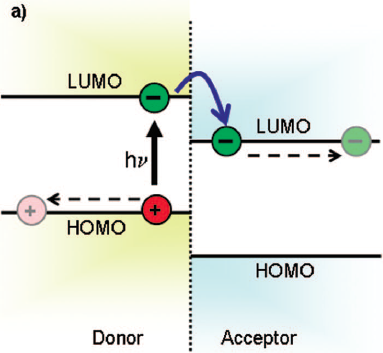 a)
LUMO
−
LUMO
−
−
hν
+
+
HOMO
HOMO
Donor
Acceptor